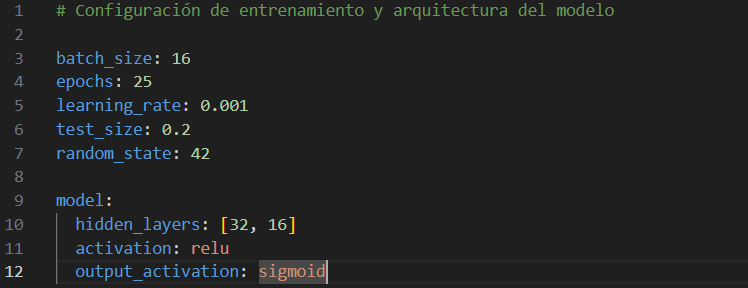 1 # Configuración de entrenamiento y arquitectura del modelo
2
3 batch_size: 16
4 epochs: 25
5 learning_rate: 0.001
6 test_size: 0.2
7 random_state: 42
8
9 model:
10   hidden_layers: [32, 16]
11   activation: relu
12   output_activation: sigmoid